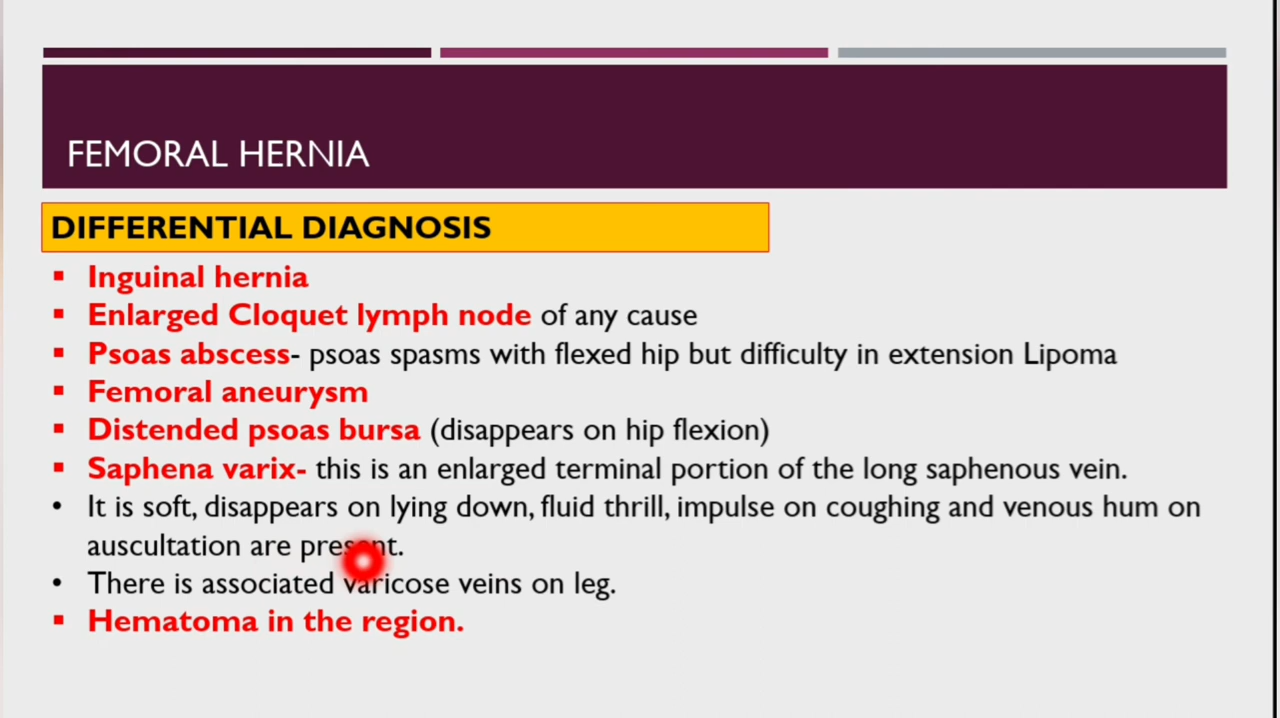 FEMORAL HERNIA
DIFFERENTIAL DIAGNOSIS
▪ Inguinal hernia
▪ Enlarged Cloquet lymph node of any cause
▪ Psoas abscess- psoas spasms with flexed hip but difficulty in extension Lipoma
▪ Femoral aneurysm
▪ Distended psoas bursa (disappears on hip flexion)
▪ Saphena varix- this is an enlarged terminal portion of the long saphenous vein.
• It is soft, disappears on lying down, fluid thrill, impulse on coughing and venous hum on
auscultation are present.
• There is associated varicose veins on leg.
▪ Hematoma in the region.